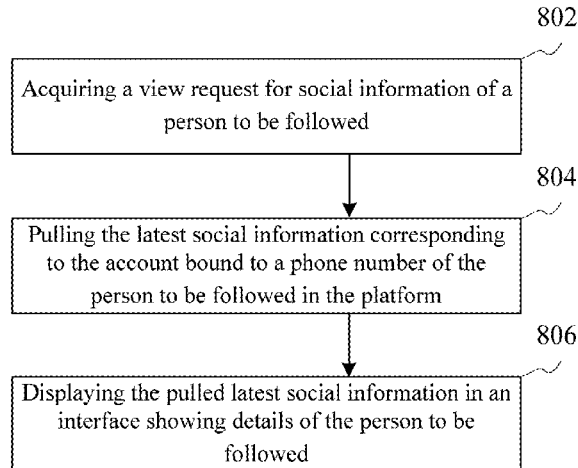 802
Acquiring a view request for social information of a
person to be followed
804
Pulling the latest social information corresponding
to the account bound to a phone number of the
person to be followed in the platform
806
Displaying the pulled latest social information in an
interface showing details of the person to be
followed